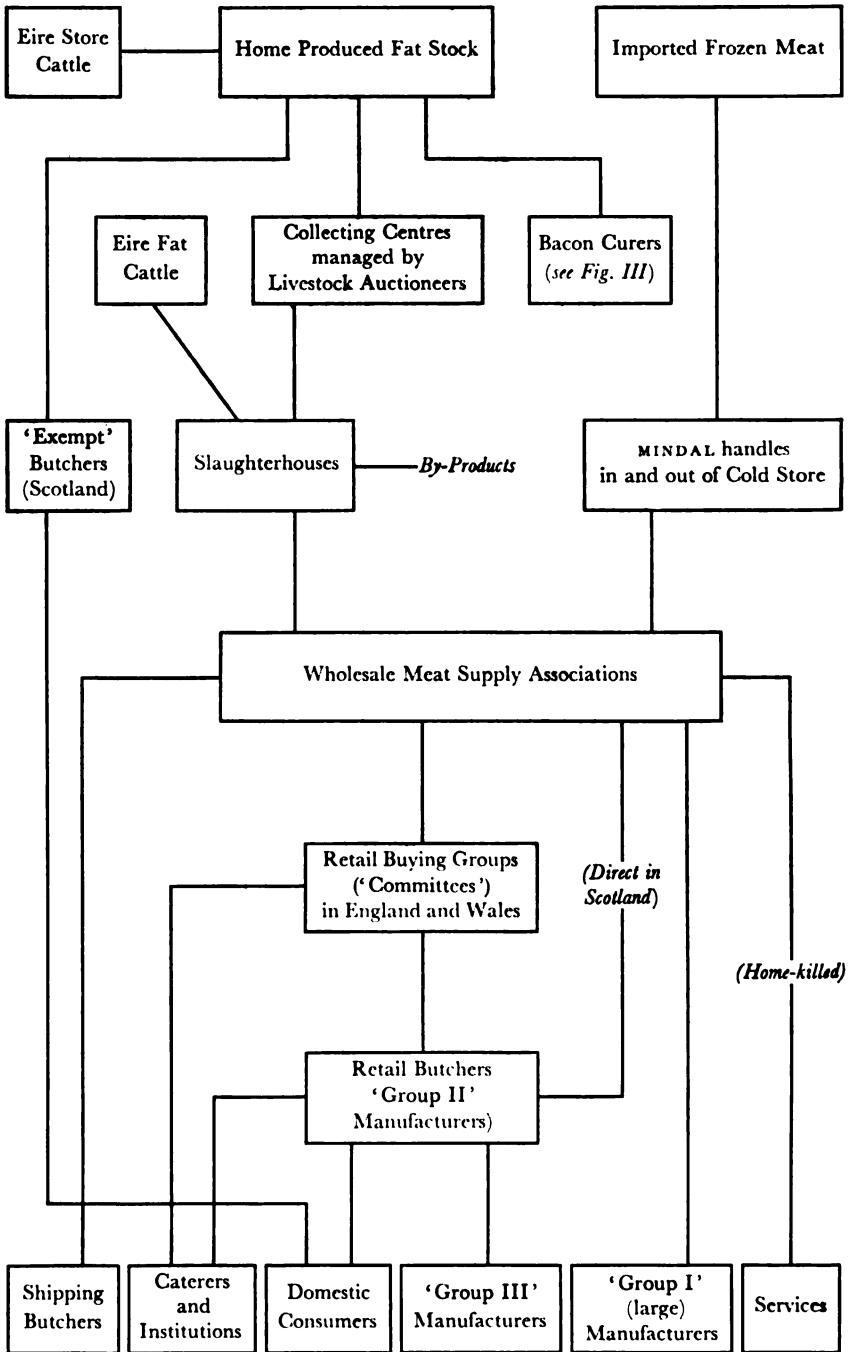 Eire Store
Cattle
Home Produced Fat Stock
Imported Frozen Meat
Eire Fat
Cattle
Collecting Centres
managed by
Livestock Auctioneers
Bacon Curers
(see Fig. III)
‘Exempt’
Butchers
(Scotland)
Slaughterhouses
By-Products
MINDAL handles
in and out of Cold Store
Wholesale Meat Supply Associations
Retail Buying Groups
(‘Committees’)
in England and Wales
(Direct in
Scotland)
(Home-killed)
Retail Butchers
‘Group II’
Manufacturers)
Shipping
Butchers
Caterers
and
Institutions
Domestic
Consumers
‘Group III’
Manufacturers
‘Group I’
(large)
Manufacturers
Services